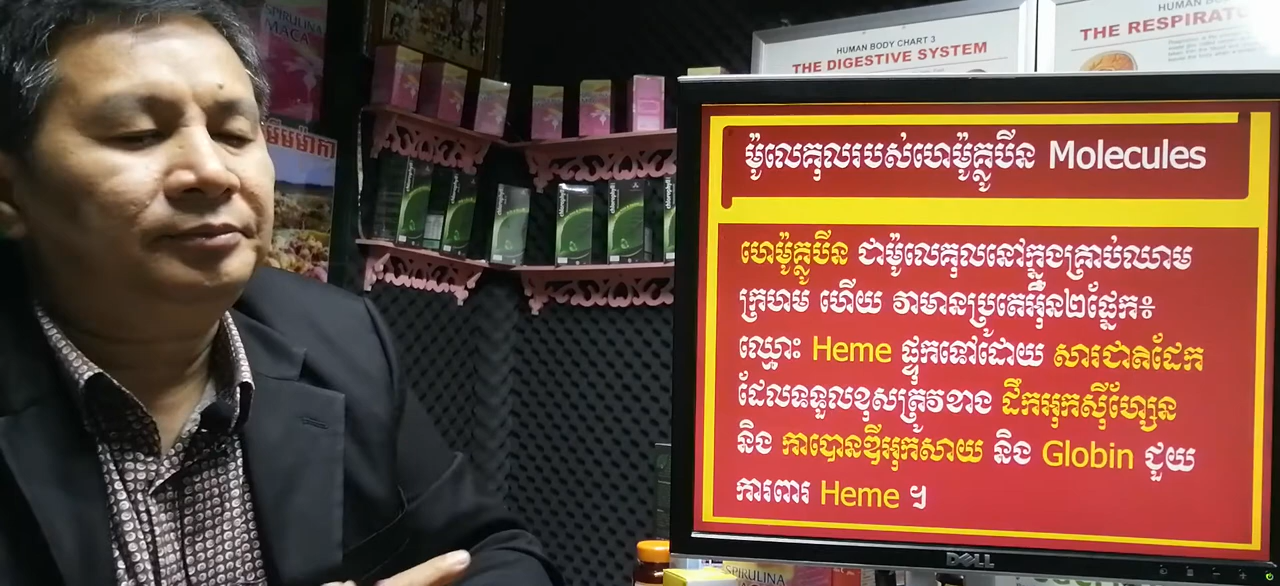 SPIRULINA
MACA
HUMAN BODY CHART 3
THE DIGESTIVE SYSTEM
HUMAN BODY
THE RESPIRATO
ម៉ូលេគុលរបស់ហេម៉ូគ្លូប៊ីន Molecules
ហេម៉ូគ្លូប៊ីន ជាម៉ូលេគុលនៅក្នុងគ្រាប់ឈាម
ក្រហម ហើយ វាមានប្រូតេអ៊ីន២ផ្នែក៖
ឈ្មោះ Heme ផ្ទុកទៅដោយ សារជាតិដែក
ដែលទទួលខុសត្រូវខាង ដឹកអុកស៊ីហ្សែន
និង កាបោនឌីអុកសាយ និង Globin ជួយ
ការពារ Heme ។
DELL
SPIRULINA